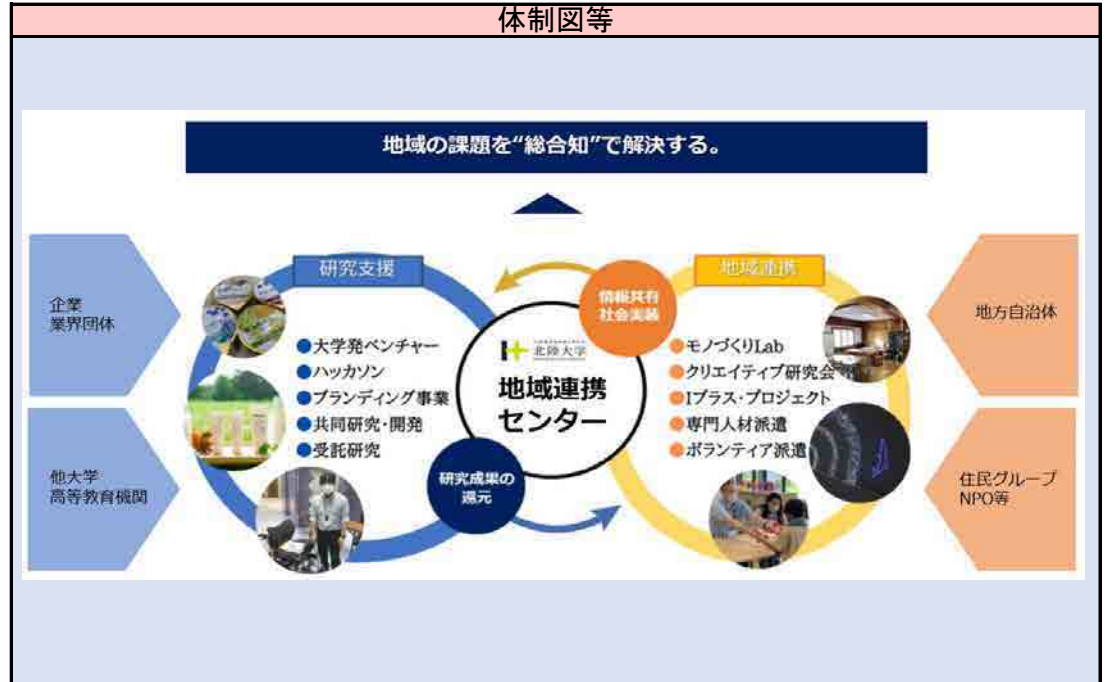 体制図等
地域の課題を“総合知”で解決する。
企業
業界団体
他大学
高等教育機関
研究支援
●大学発ベンチャー
●ハッカソン
●ブランディング事業
●共同研究・開発
●受託研究
情報共有
社会実装
北陸大学
地域連携
センター
研究成果の
還元
地域連携
●モノづくりLab
●クリエイティブ研究会
●Iプラス・プロジェクト
●専門人材派遣
●ボランティア派遣
地方自治体
住民グループ
NPO等